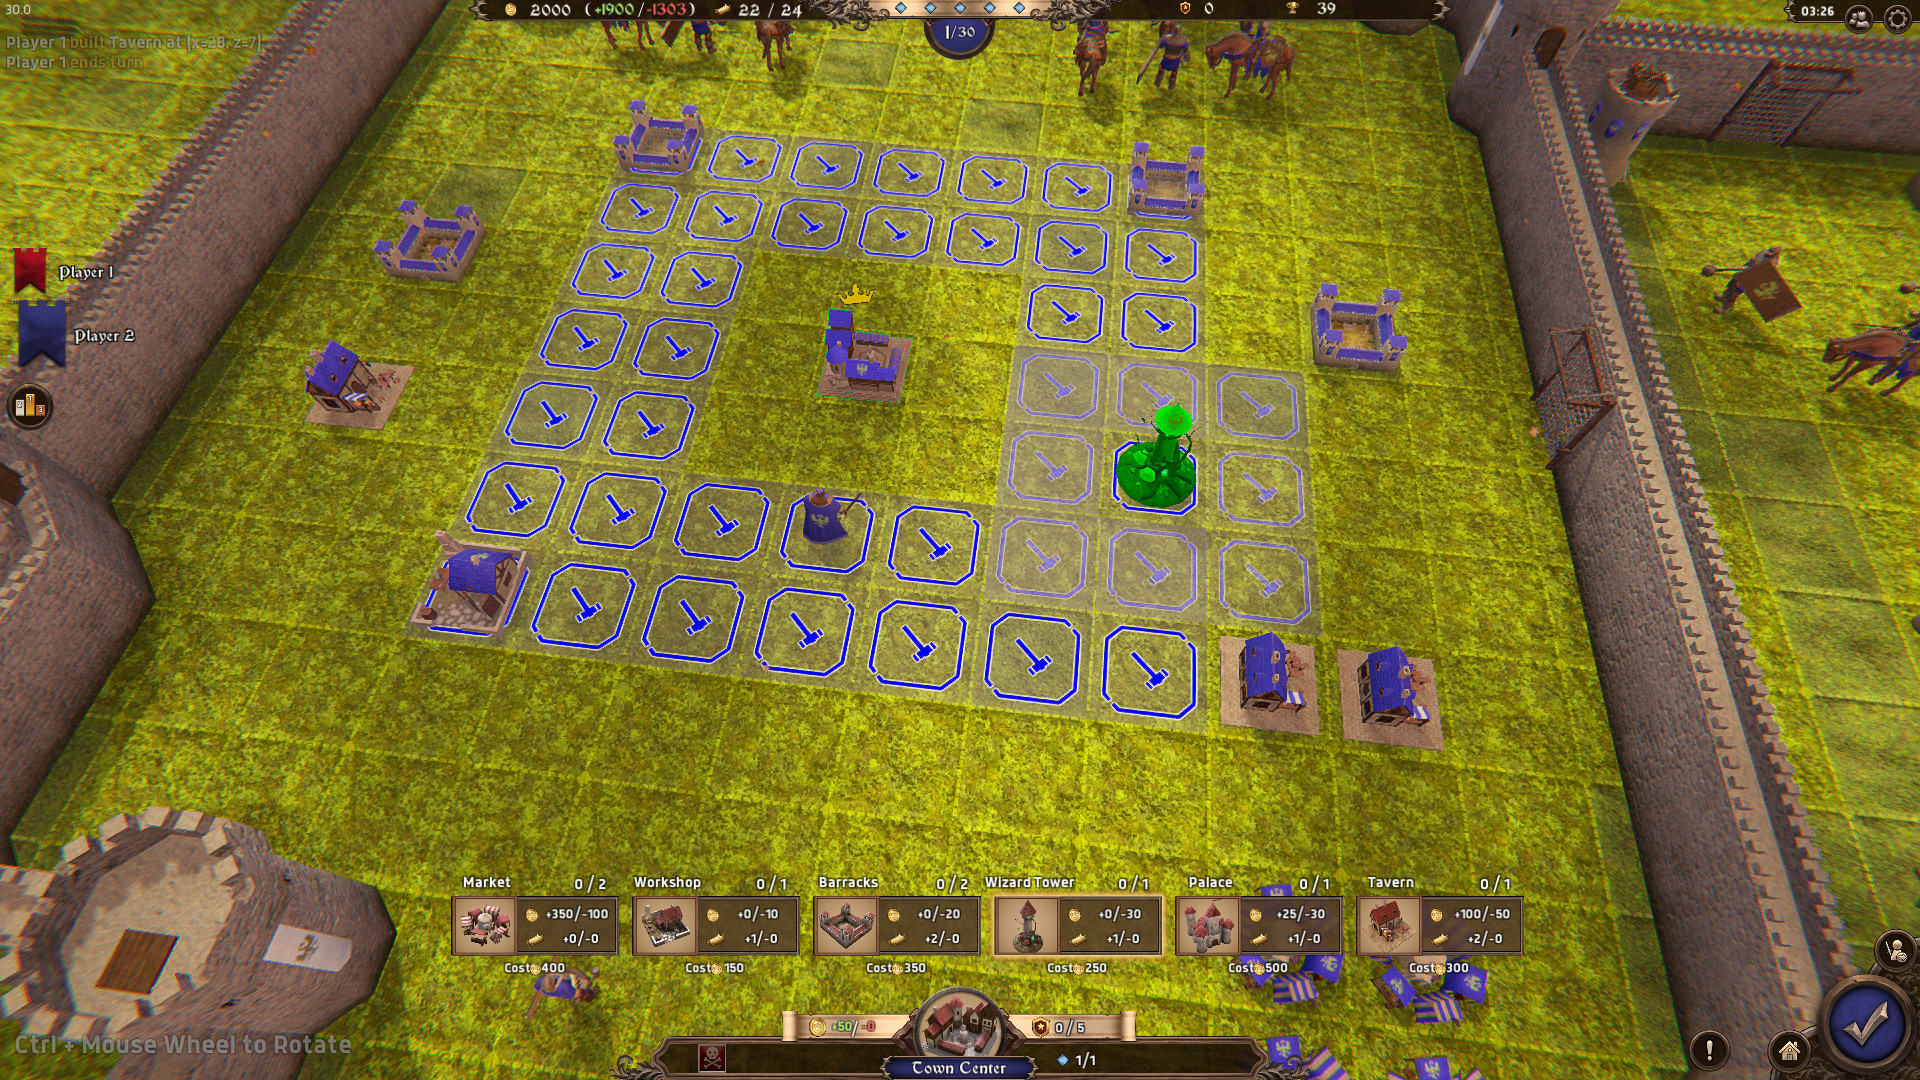 30.0
2000 (+1900/-1303) 22 / 24
0
39
03:26
1/30
Player 1 built Tavern at [x=28, z=7]
Player 1 ends turn
Player 1
Player 2
Market 0 / 2
+350/-100
+0/-0
Cost 400
Workshop 0 / 1
+0/-10
+1/-0
Cost 150
Barracks 0 / 2
+0/-20
+2/-0
Cost 350
Wizard Tower 0 / 1
+0/-30
+1/-0
Cost 250
Palace 0 / 1
+25/-30
+1/-0
Cost 500
Tavern 0 / 1
+100/-50
+2/-0
Cost 300
+50/-0
0 / 5
1/1
Town Center
Ctrl + Mouse Wheel to Rotate